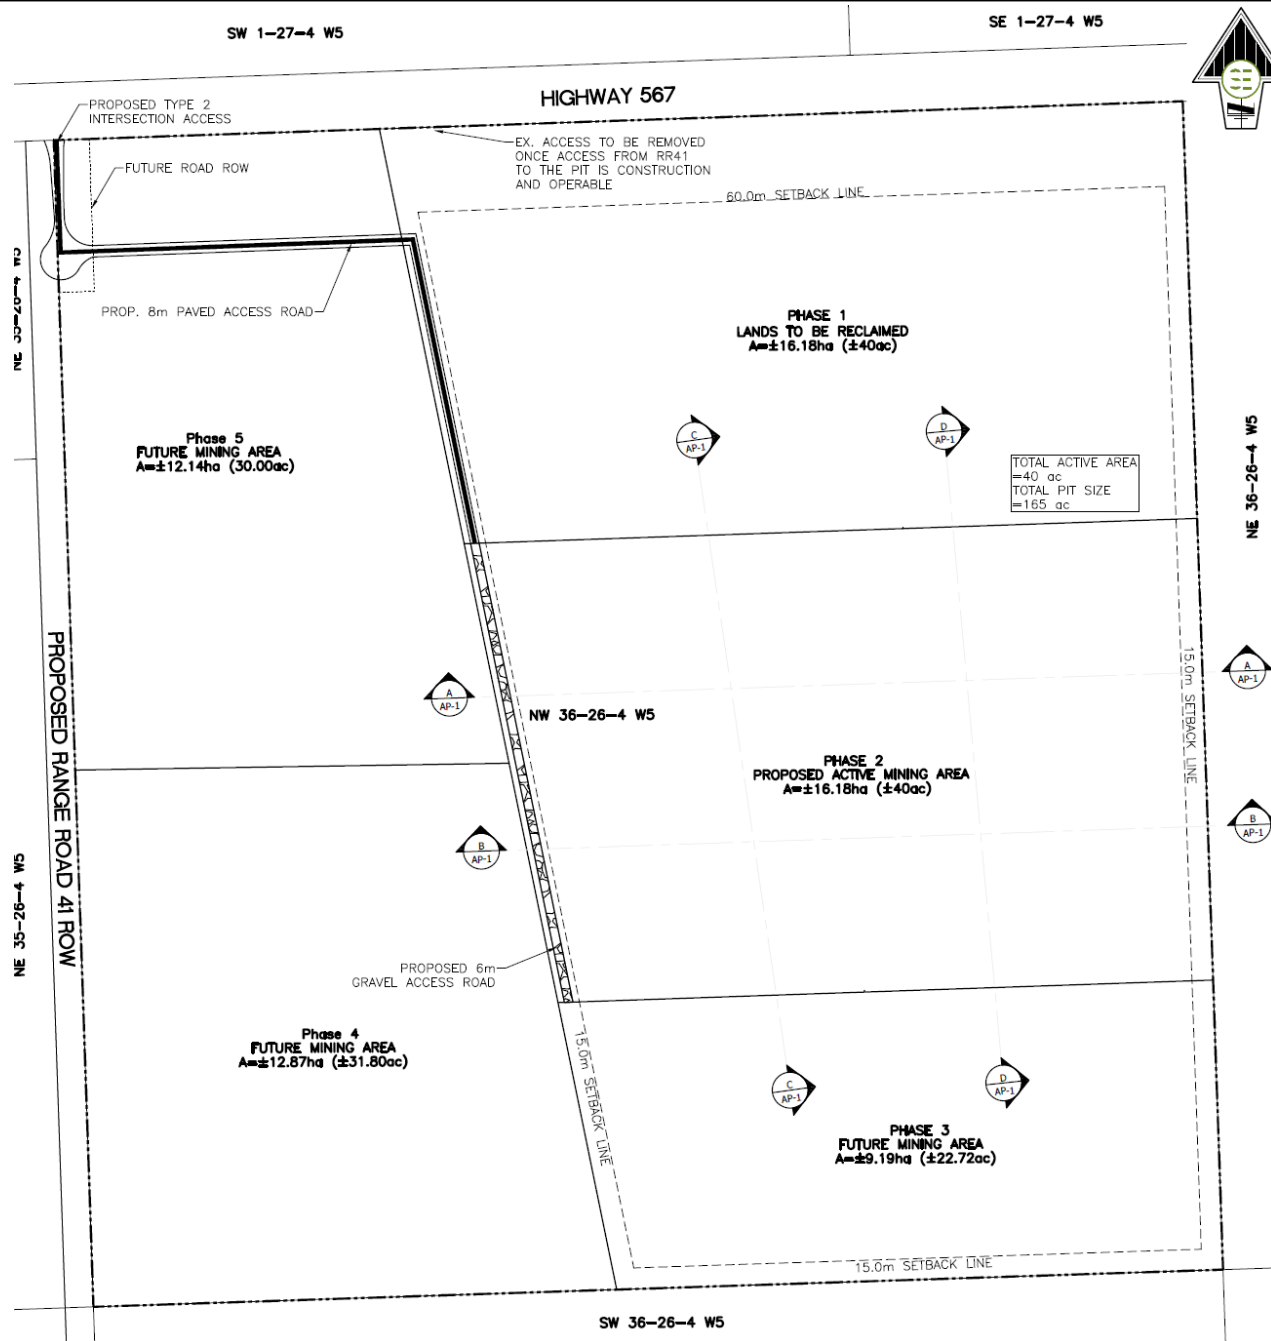 SW 1-27-4 W5
SE 1-27-4 W5
HIGHWAY 567
SE
N
PROPOSED TYPE 2
INTERSECTION ACCESS
FUTURE ROAD ROW
EX. ACCESS TO BE REMOVED
ONCE ACCESS FROM RR41
TO THE PIT IS CONSTRUCTION
AND OPERABLE
60.0m SETBACK LINE
PROP. 8m PAVED ACCESS ROAD
PHASE 1
LANDS TO BE RECLAIMED
A=±16.18ha (±40ac)
Phase 5
FUTURE MINING AREA
A=±12.14ha (30.00ac)
C
AP-1
D
AP-1
TOTAL ACTIVE AREA
=40 ac
TOTAL PIT SIZE
=165 ac
NE 36-26-4 W5
PROPOSED RANGE ROAD 41 ROW
A
AP-1
NW 36-26-4 W5
15.0m SETBACK LINE
A
AP-1
PHASE 2
PROPOSED ACTIVE MINING AREA
A=±16.18ha (±40ac)
B
AP-1
B
AP-1
NE 35-26-4 W5
PROPOSED 6m
GRAVEL ACCESS ROAD
Phase 4
FUTURE MINING AREA
A=±12.87ha (±31.80ac)
15.0m SETBACK LINE
C
AP-1
D
AP-1
PHASE 3
FUTURE MINING AREA
A=±9.19ha (±22.72ac)
15.0m SETBACK LINE
SW 36-26-4 W5